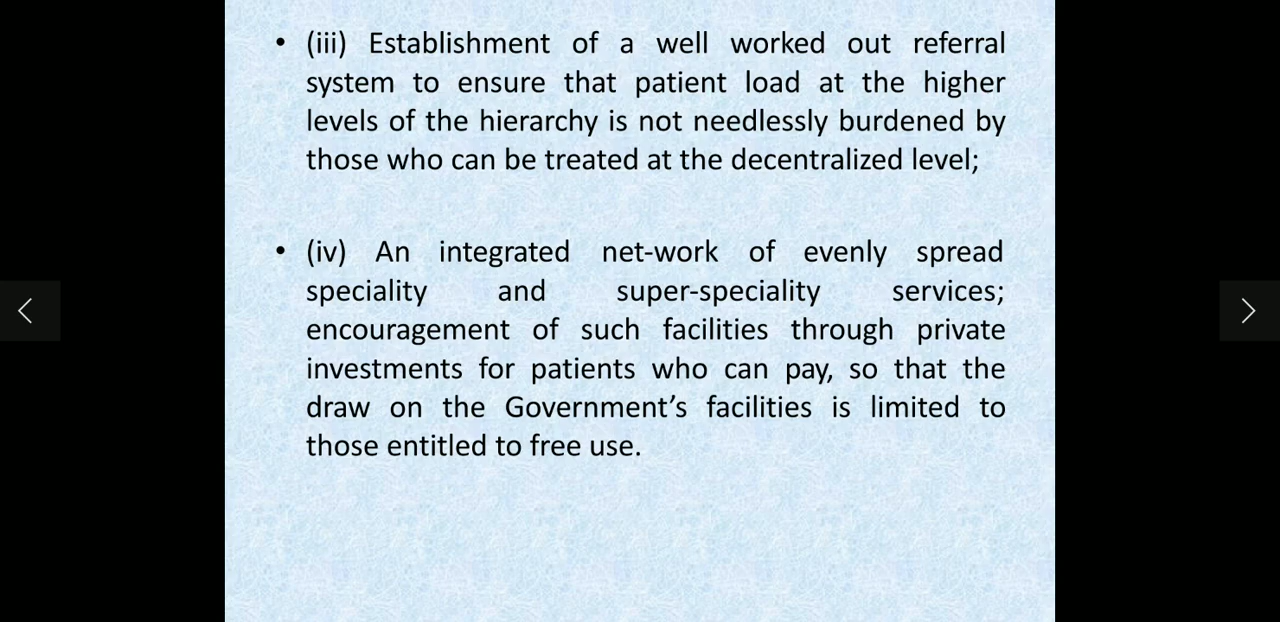 • (iii) Establishment of a well worked out referral
system to ensure that patient load at the higher
levels of the hierarchy is not needlessly burdened by
those who can be treated at the decentralized level;
• (iv) An integrated net-work of evenly spread
speciality and super-speciality services;
encouragement of such facilities through private
investments for patients who can pay, so that the
draw on the Government’s facilities is limited to
those entitled to free use.